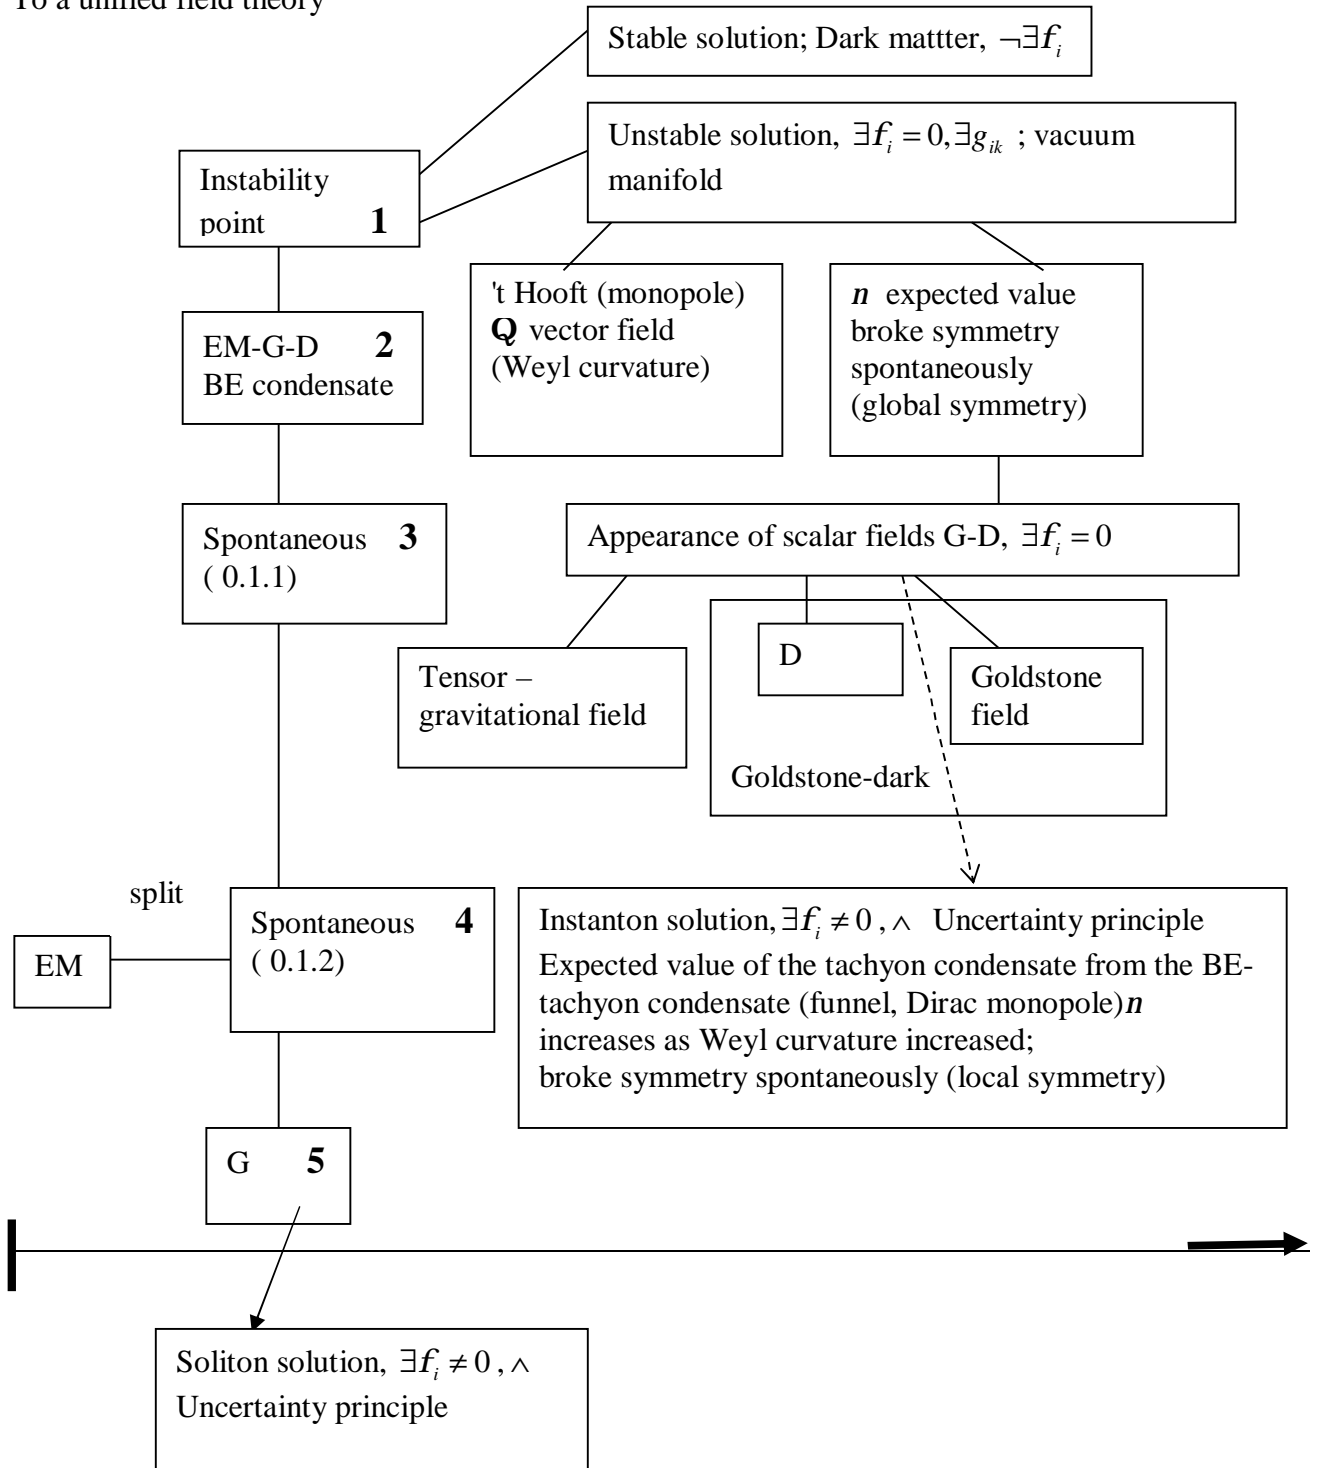 To a unified field theory
Stable solution; Dark mattter, ¬∃f_i
Unstable solution, ∃f_i = 0, ∃g_ik ; vacuum
manifold
Instability
point 1
't Hooft (monopole)
Q vector field
(Weyl curvature)
n expected value
broke symmetry
spontaneously
(global symmetry)
EM-G-D 2
BE condensate
Spontaneous 3
( 0.1.1)
Appearance of scalar fields G-D, ∃f_i = 0
Tensor –
gravitational field
D
Goldstone
field
Goldstone-dark
split
EM
Spontaneous 4
( 0.1.2)
Instanton solution, ∃f_i ≠ 0 , ∧ Uncertainty principle
Expected value of the tachyon condensate from the BE-
tachyon condensate (funnel, Dirac monopole) n
increases as Weyl curvature increased;
broke symmetry spontaneously (local symmetry)
G 5
Soliton solution, ∃f_i ≠ 0 , ∧
Uncertainty principle